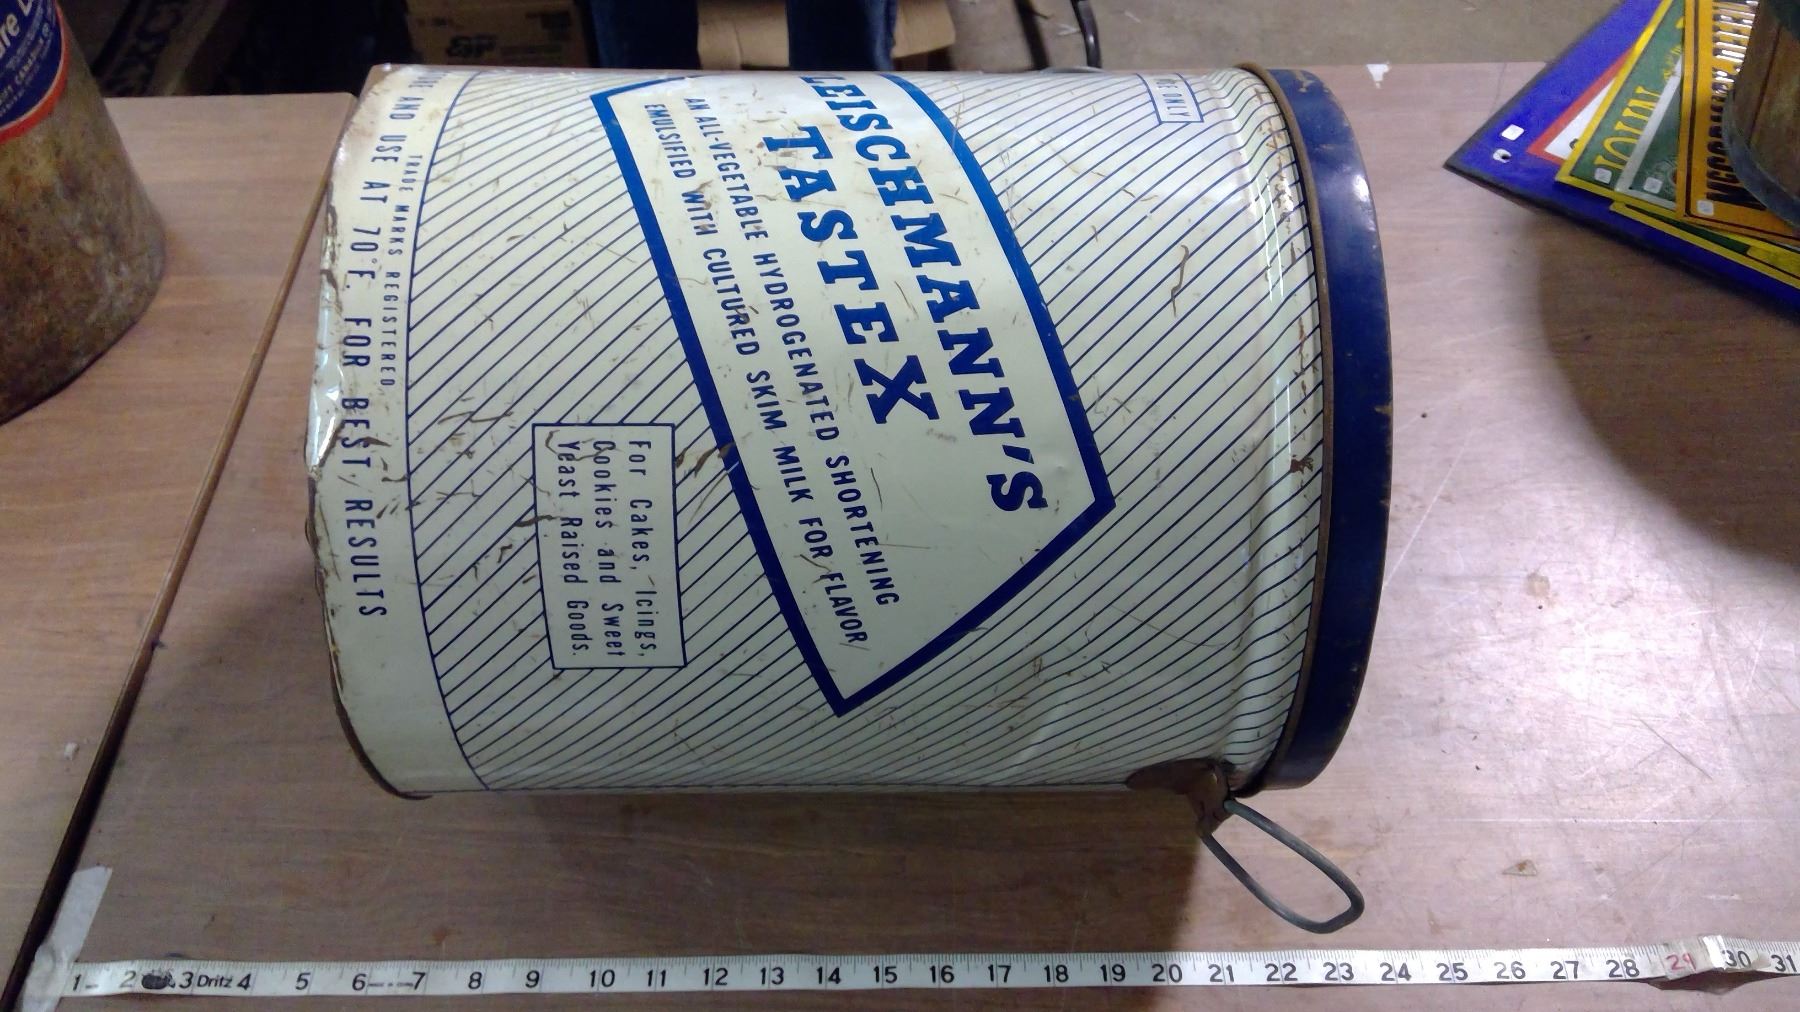 LEISCHMANN'S
TASTEX
AN ALL-VEGETABLE HYDROGENATED SHORTENING
EMULSIFIED WITH CULTURED SKIM MILK FOR FLAVOR
For Cakes, Icings,
Cookies and Sweet
Yeast Raised Goods.
TRADE MARKS REGISTERED
AND USE AT 70°F. FOR BEST RESULTS
ONLY
Eggo
JOHN
1 2 3 Dritz 4 5 6 7 8 9 10 11 12 13 14 15 16 17 18 19 20 21 22 23 24 25 26 27 28 29 30 31